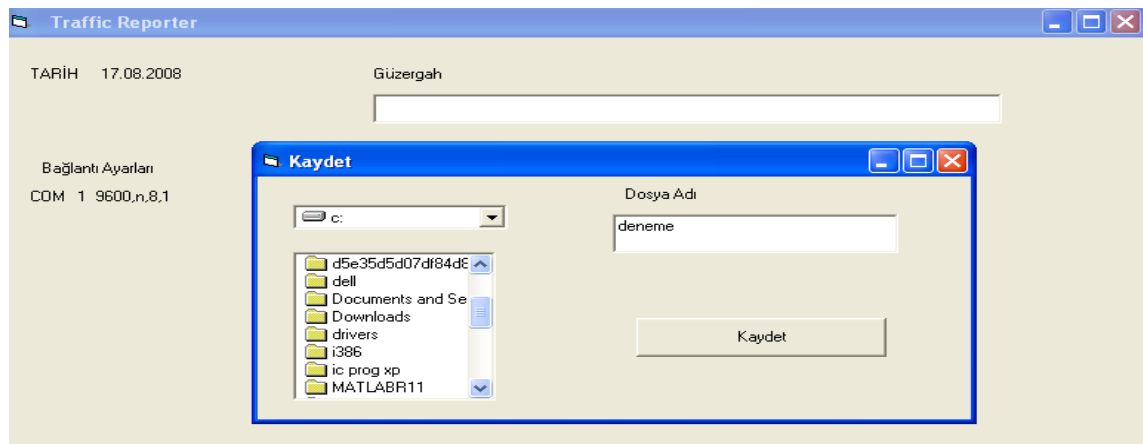 Traffic Reporter
TARİH 17.08.2008
Güzergah
Bağlantı Ayarları
COM 1 9600,n,8,1
Kaydet
c:
d5e35d5d07df84d8
dell
Documents and Se
Downloads
drivers
i386
ic prog xp
MATLABR11
Dosya Adı
deneme
Kaydet